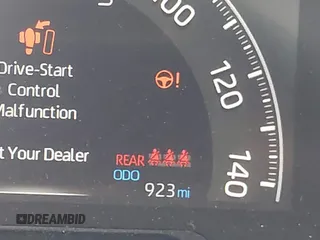 100
Drive-Start
Control
Malfunction
!
120
t Your Dealer
REAR
ODO
140
923 mi
DREAMBID